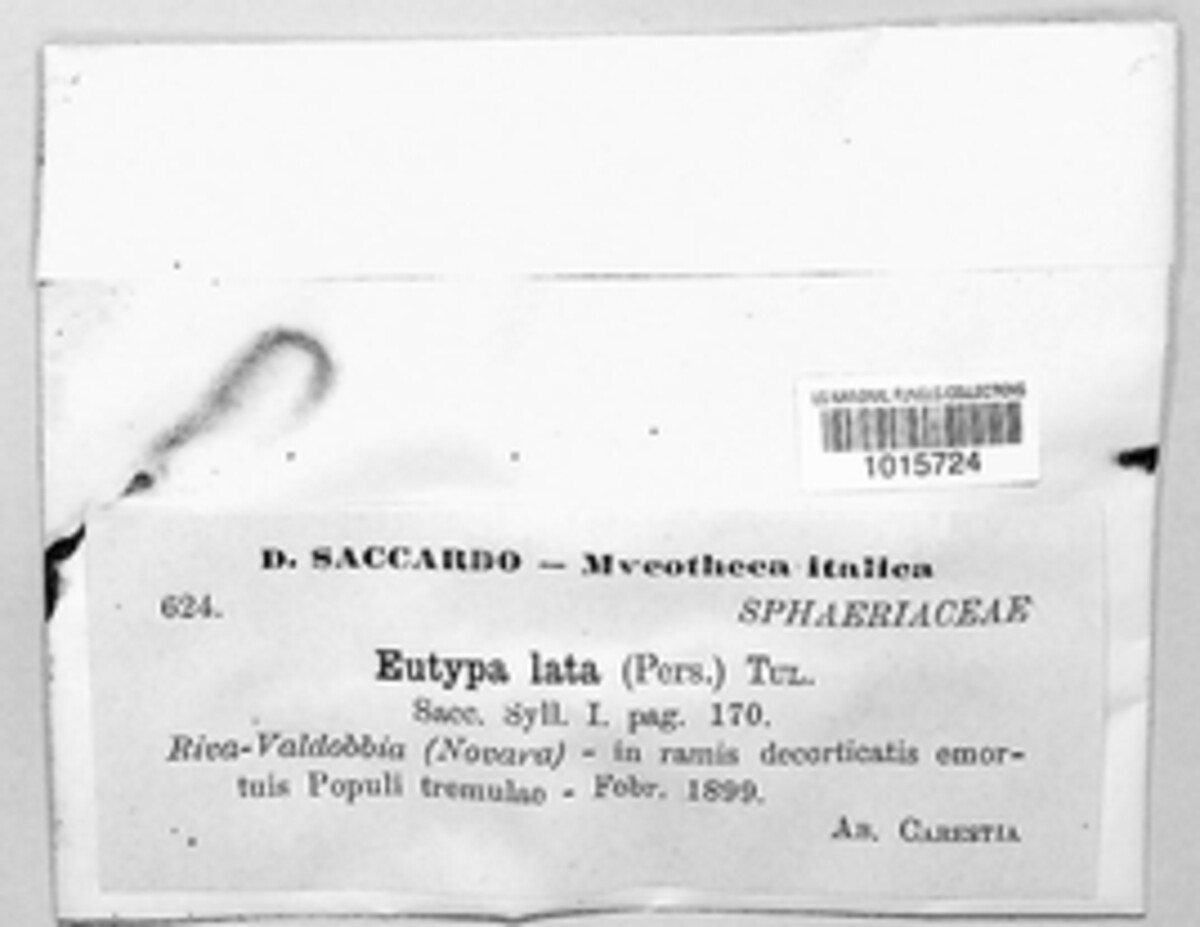 US NATIONAL FUNGUS COLLECTIONS
1015724
D. SACCARDO — Mycotheca italica
624.
SPHAERIACEAE
Eutypa lata (Pers.) Tul.
Sacc. Syll. I. pag. 170.
Riva-Valdobbia (Novara) - in ramis decorticatis emor-
tuis Populi tremulae - Febr. 1899.
Ab. Carestia